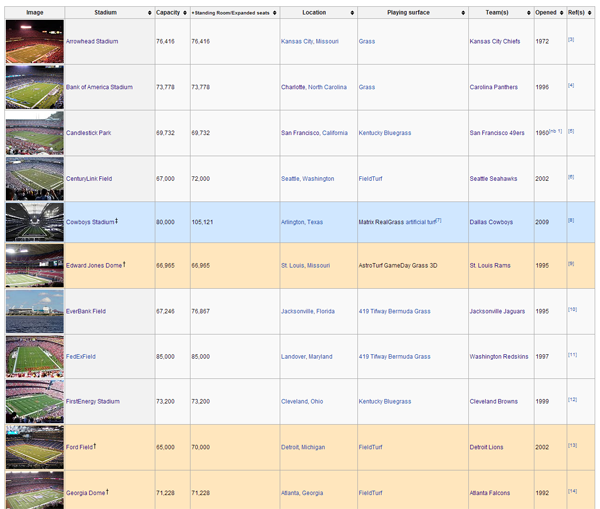 Image Stadium Capacity +Standing Room/Expanded seats Location Playing surface Team(s) Opened Ref(s)
Arrowhead Stadium 76,416 76,416 Kansas City, Missouri Grass Kansas City Chiefs 1972 [3]
Bank of America Stadium 73,778 73,778 Charlotte, North Carolina Grass Carolina Panthers 1996 [4]
Candlestick Park 69,732 69,732 San Francisco, California Kentucky Bluegrass San Francisco 49ers 1960[nb 1] [5]
CenturyLink Field 67,000 72,000 Seattle, Washington FieldTurf Seattle Seahawks 2002 [6]
Cowboys Stadium‡ 80,000 105,121 Arlington, Texas Matrix RealGrass artificial turf[7] Dallas Cowboys 2009 [8]
Edward Jones Dome† 66,965 66,965 St. Louis, Missouri AstroTurf GameDay Grass 3D St. Louis Rams 1995 [9]
EverBank Field 67,246 76,867 Jacksonville, Florida 419 Tifway Bermuda Grass Jacksonville Jaguars 1995 [10]
FedExField 85,000 85,000 Landover, Maryland 419 Tifway Bermuda Grass Washington Redskins 1997 [11]
FirstEnergy Stadium 73,200 73,200 Cleveland, Ohio Kentucky Bluegrass Cleveland Browns 1999 [12]
Ford Field† 65,000 70,000 Detroit, Michigan FieldTurf Detroit Lions 2002 [13]
Georgia Dome† 71,228 71,228 Atlanta, Georgia FieldTurf Atlanta Falcons 1992 [14]